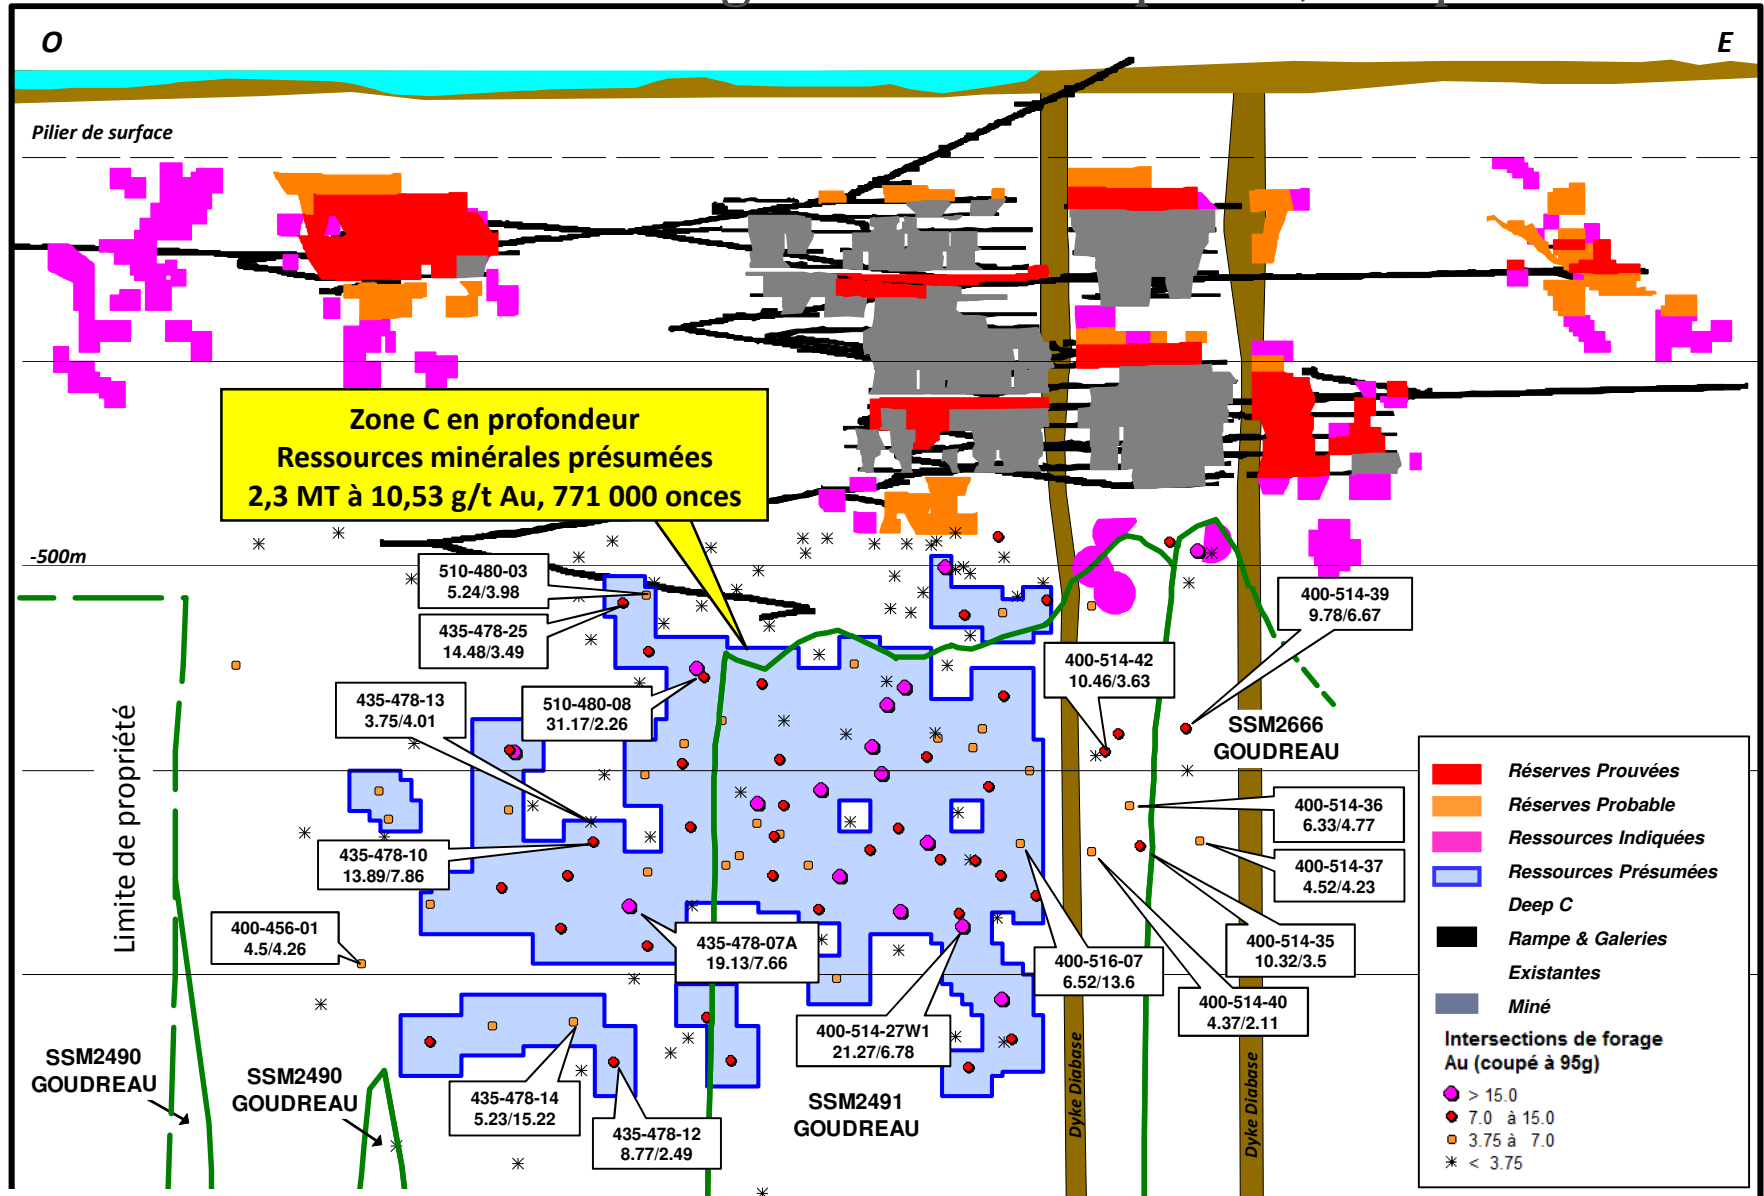 O
E
Pilier de surface
Zone C en profondeur
Ressources minérales présumées
2,3 MT à 10,53 g/t Au, 771 000 onces
-500m
510-480-03
5.24/3.98
435-478-25
14.48/3.49
400-514-39
9.78/6.67
400-514-42
10.46/3.63
435-478-13
3.75/4.01
510-480-08
31.17/2.26
SSM2666
GOUDREAU
Limite de propriété
Réserves Prouvées
Réserves Probable
Ressources Indiquées
Ressources Présumées
Deep C
Rampe & Galeries
Existantes
Miné
Intersections de forage
Au (coupé à 95g)
> 15.0
7.0 à 15.0
3.75 à 7.0
< 3.75
400-514-36
6.33/4.77
435-478-10
13.89/7.86
400-514-37
4.52/4.23
400-456-01
4.5/4.26
435-478-07A
19.13/7.66
400-516-07
6.52/13.6
400-514-35
10.32/3.5
400-514-40
4.37/2.11
400-514-27W1
21.27/6.78
SSM2490
GOUDREAU
SSM2490
GOUDREAU
435-478-14
5.23/15.22
435-478-12
8.77/2.49
SSM2491
GOUDREAU
Dyke Diabase
Dyke Diabase